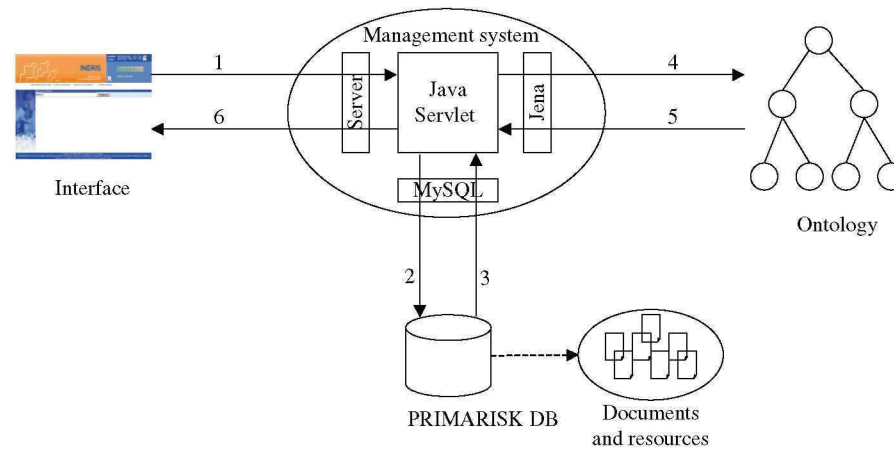 Management system
INERIS
1
Server
Java
Servlet
Jena
4
6
5
Interface
MySQL
Ontology
2
3
PRIMARISK DB
Documents
and resources